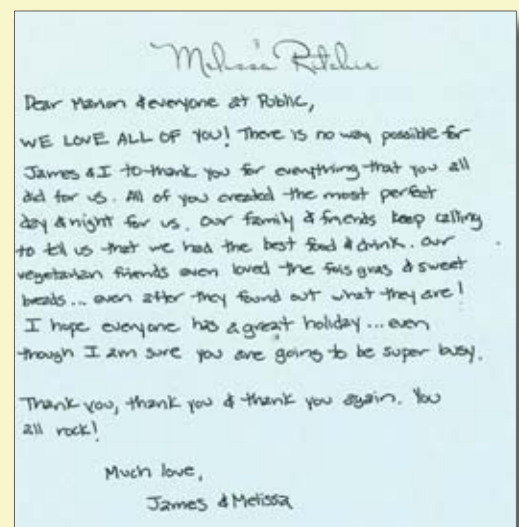 Melissa Ritchie
Dear Marion & everyone at Public,
WE LOVE ALL OF YOU! There is no way possible for
James & I to thank you for everything that you all
did for us. All of you created the most perfect
day & night for us. Our family & friends keep calling
to tell us that we had the best food & drink. Our
vegetarian friends even loved the fois gras & sweet
breads... even after they found out what they are!
I hope everyone has a great holiday... even
though I am sure you are going to be super busy.
Thank you, thank you & thank you again. You
all rock!
Much love,
James & Melissa